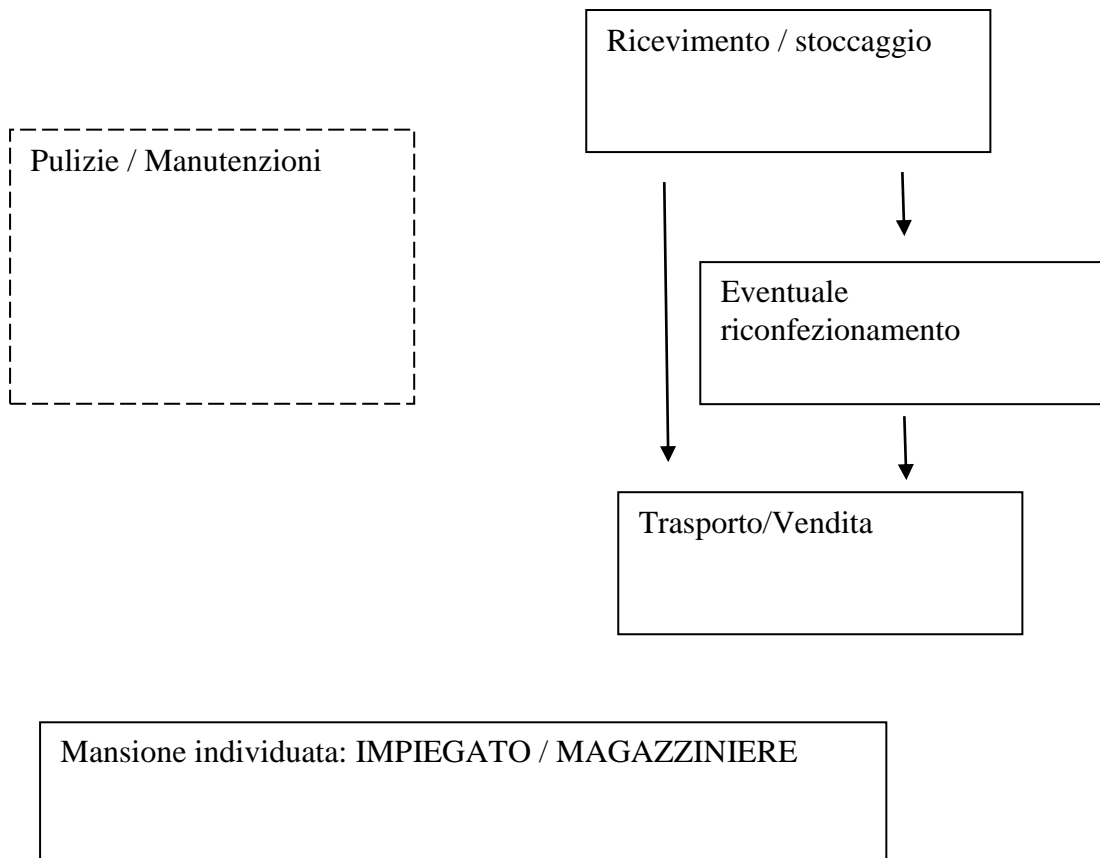 Ricevimento / stoccaggio
Pulizie / Manutenzioni
Eventuale
riconfezionamento
Trasporto/Vendita
Mansione individuata: IMPIEGATO / MAGAZZINIERE